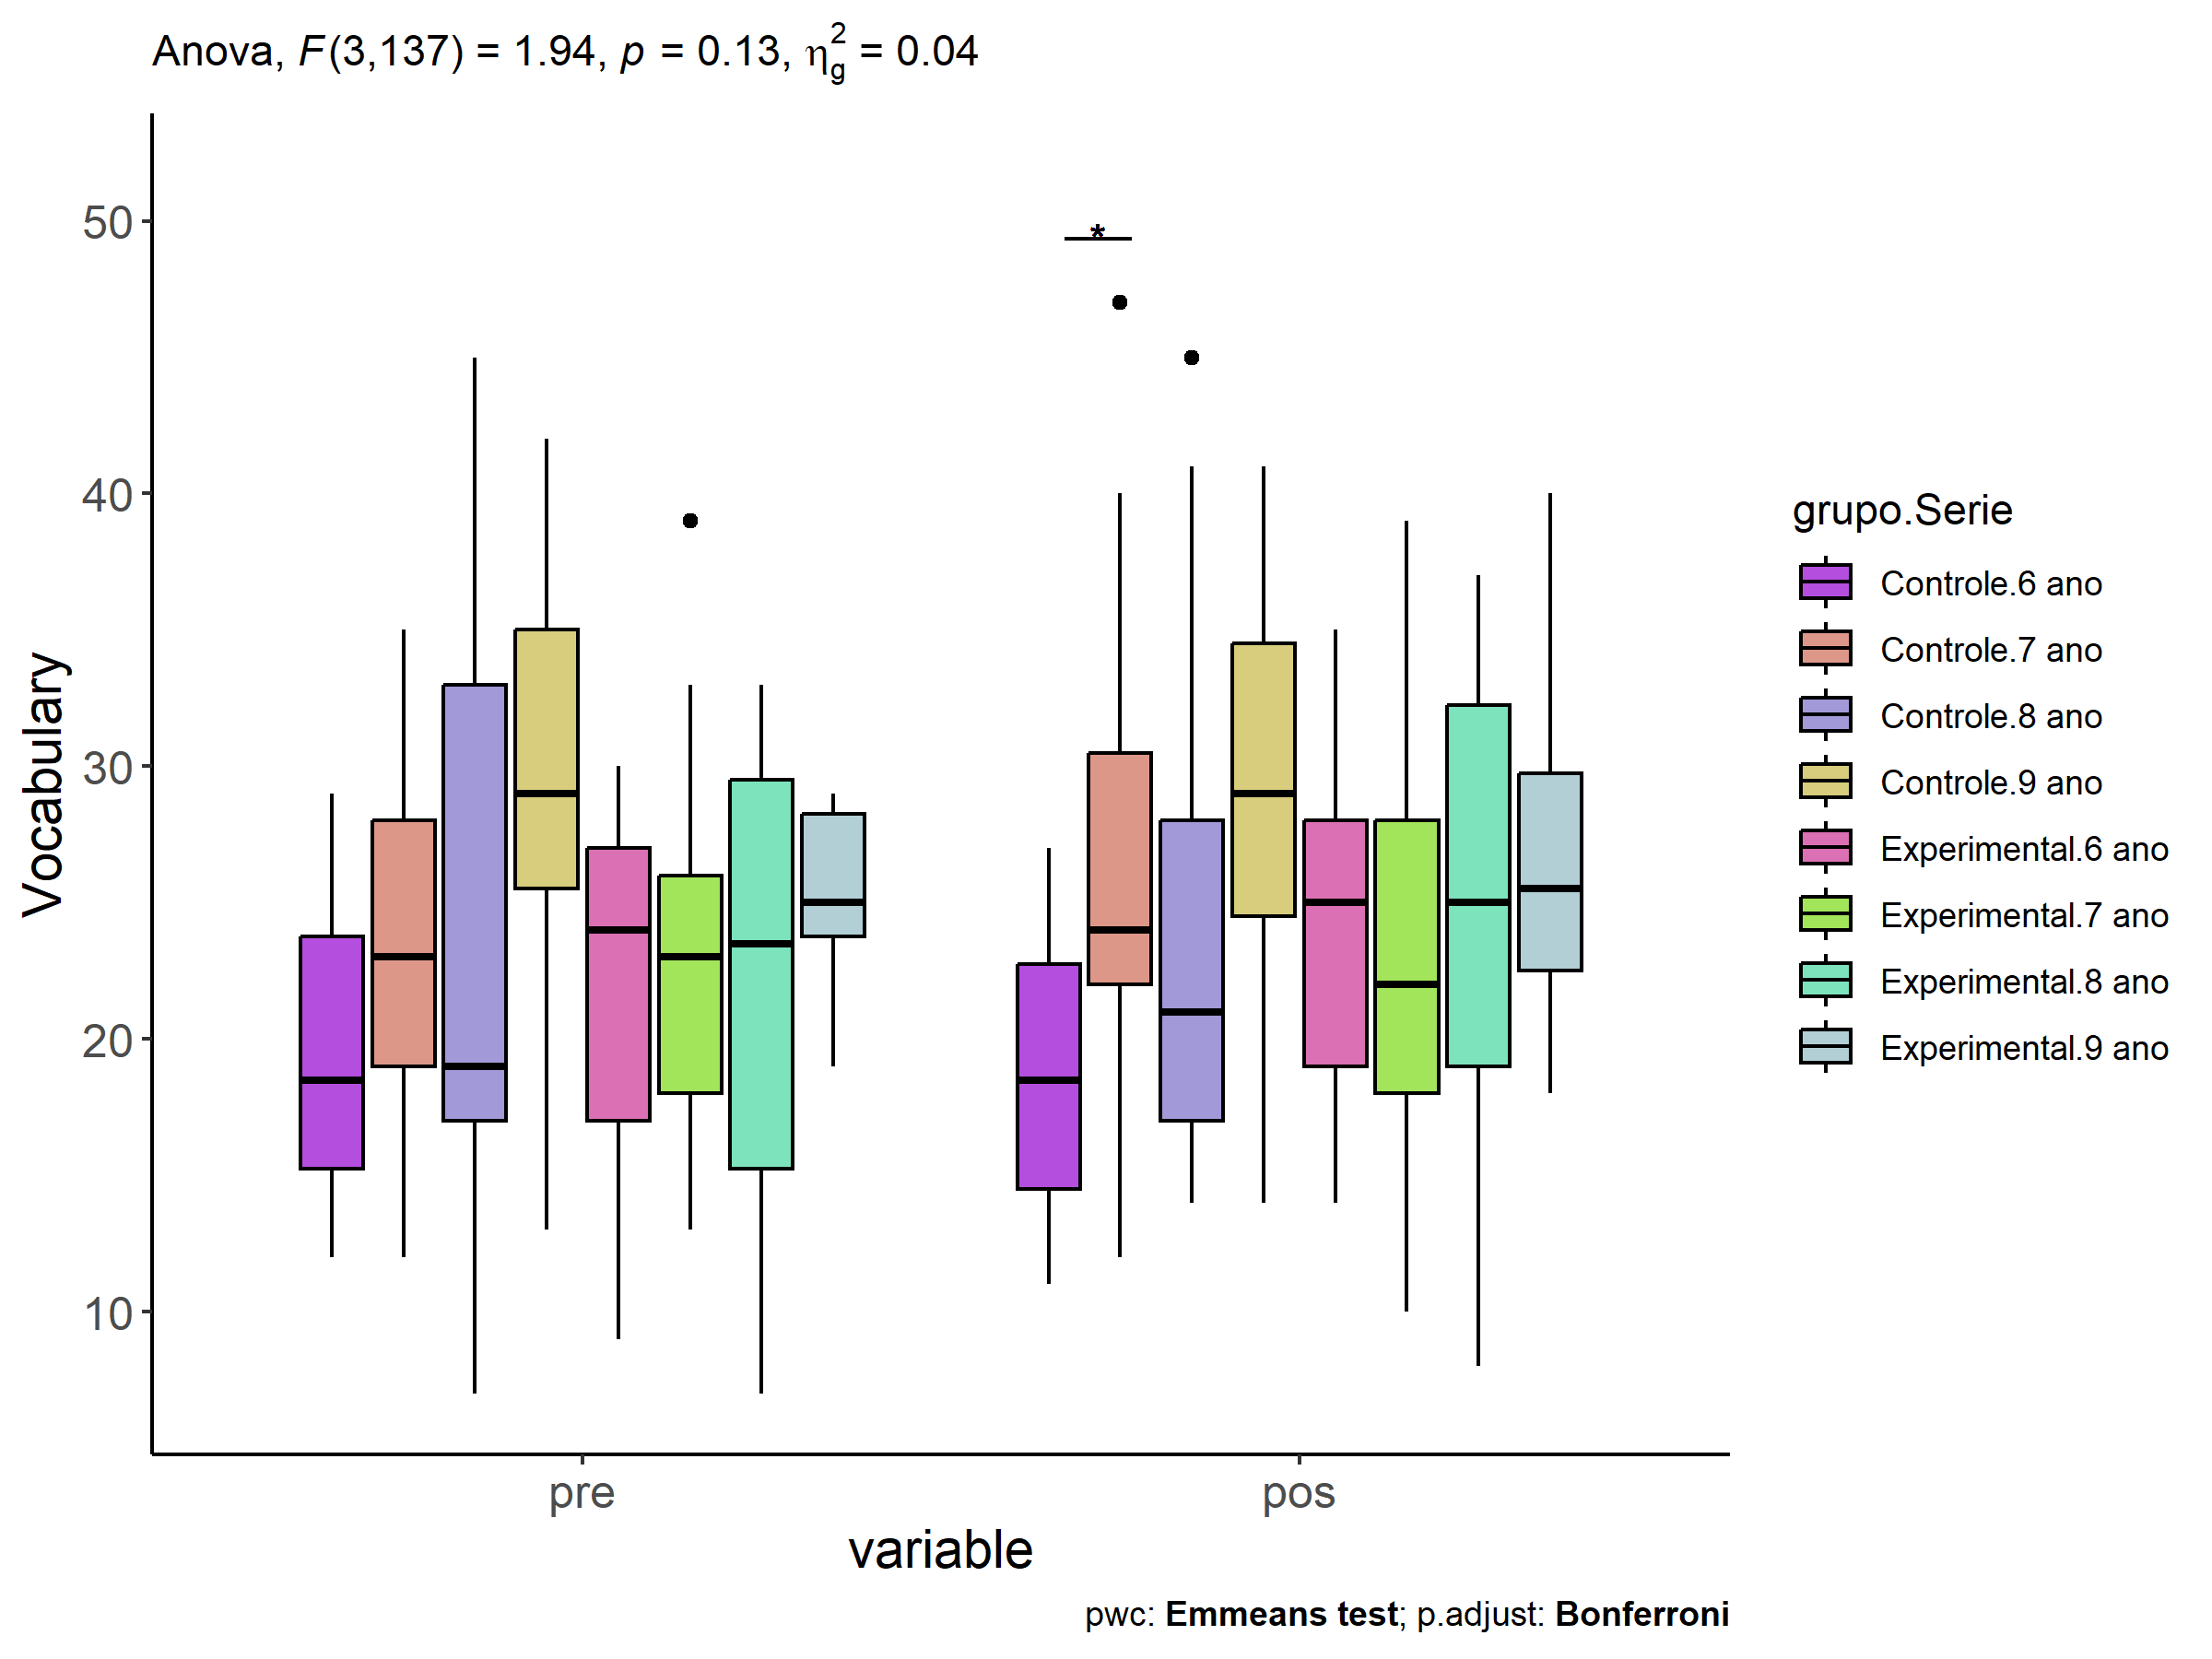 Anova, F(3,137) = 1.94, p = 0.13, η²g = 0.04
50
40
30
20
10
Vocabulary
*
pre
pos
variable
grupo.Serie
Controle.6 ano
Controle.7 ano
Controle.8 ano
Controle.9 ano
Experimental.6 ano
Experimental.7 ano
Experimental.8 ano
Experimental.9 ano
pwc: Emmeans test; p.adjust: Bonferroni